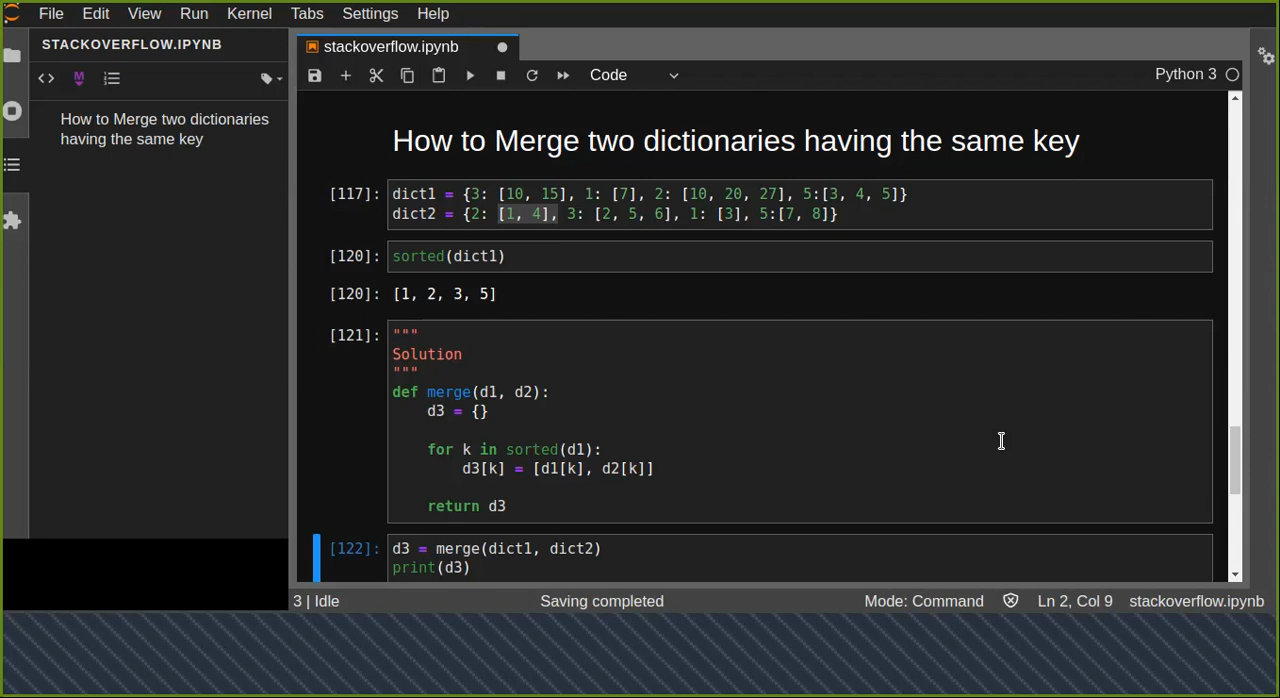 File Edit View Run Kernel Tabs Settings Help
STACKOVERFLOW.IPYNB
How to Merge two dictionaries
having the same key
stackoverflow.ipynb
Code
Python 3
How to Merge two dictionaries having the same key
[117]: dict1 = {3: [10, 15], 1: [7], 2: [10, 20, 27], 5:[3, 4, 5]}
dict2 = {2: [1, 4], 3: [2, 5, 6], 1: [3], 5:[7, 8]}
[120]: sorted(dict1)
[120]: [1, 2, 3, 5]
[121]: """
Solution
"""
def merge(d1, d2):
    d3 = {}
    for k in sorted(d1):
        d3[k] = [d1[k], d2[k]]
    return d3
[122]: d3 = merge(dict1, dict2)
print(d3)
3 | Idle Saving completed Mode: Command Ln 2, Col 9 stackoverflow.ipynb